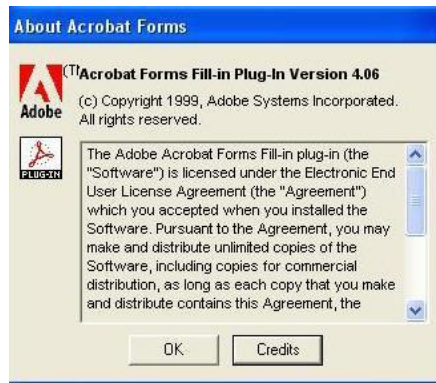 About Acrobat Forms
(T Acrobat Forms Fill-in Plug-In Version 4.06
(c) Copyright 1999, Adobe Systems Incorporated.
All rights reserved.
Adobe
PLUG-IN
The Adobe Acrobat Forms Fill-in plug-in (the
"Software") is licensed under the Electronic End
User License Agreement (the "Agreement")
which you accepted when you installed the
Software. Pursuant to the Agreement, you may
make and distribute unlimited copies of the
Software, including copies for commercial
distribution, as long as each copy that you make
and distribute contains this Agreement, the
OK
Credits